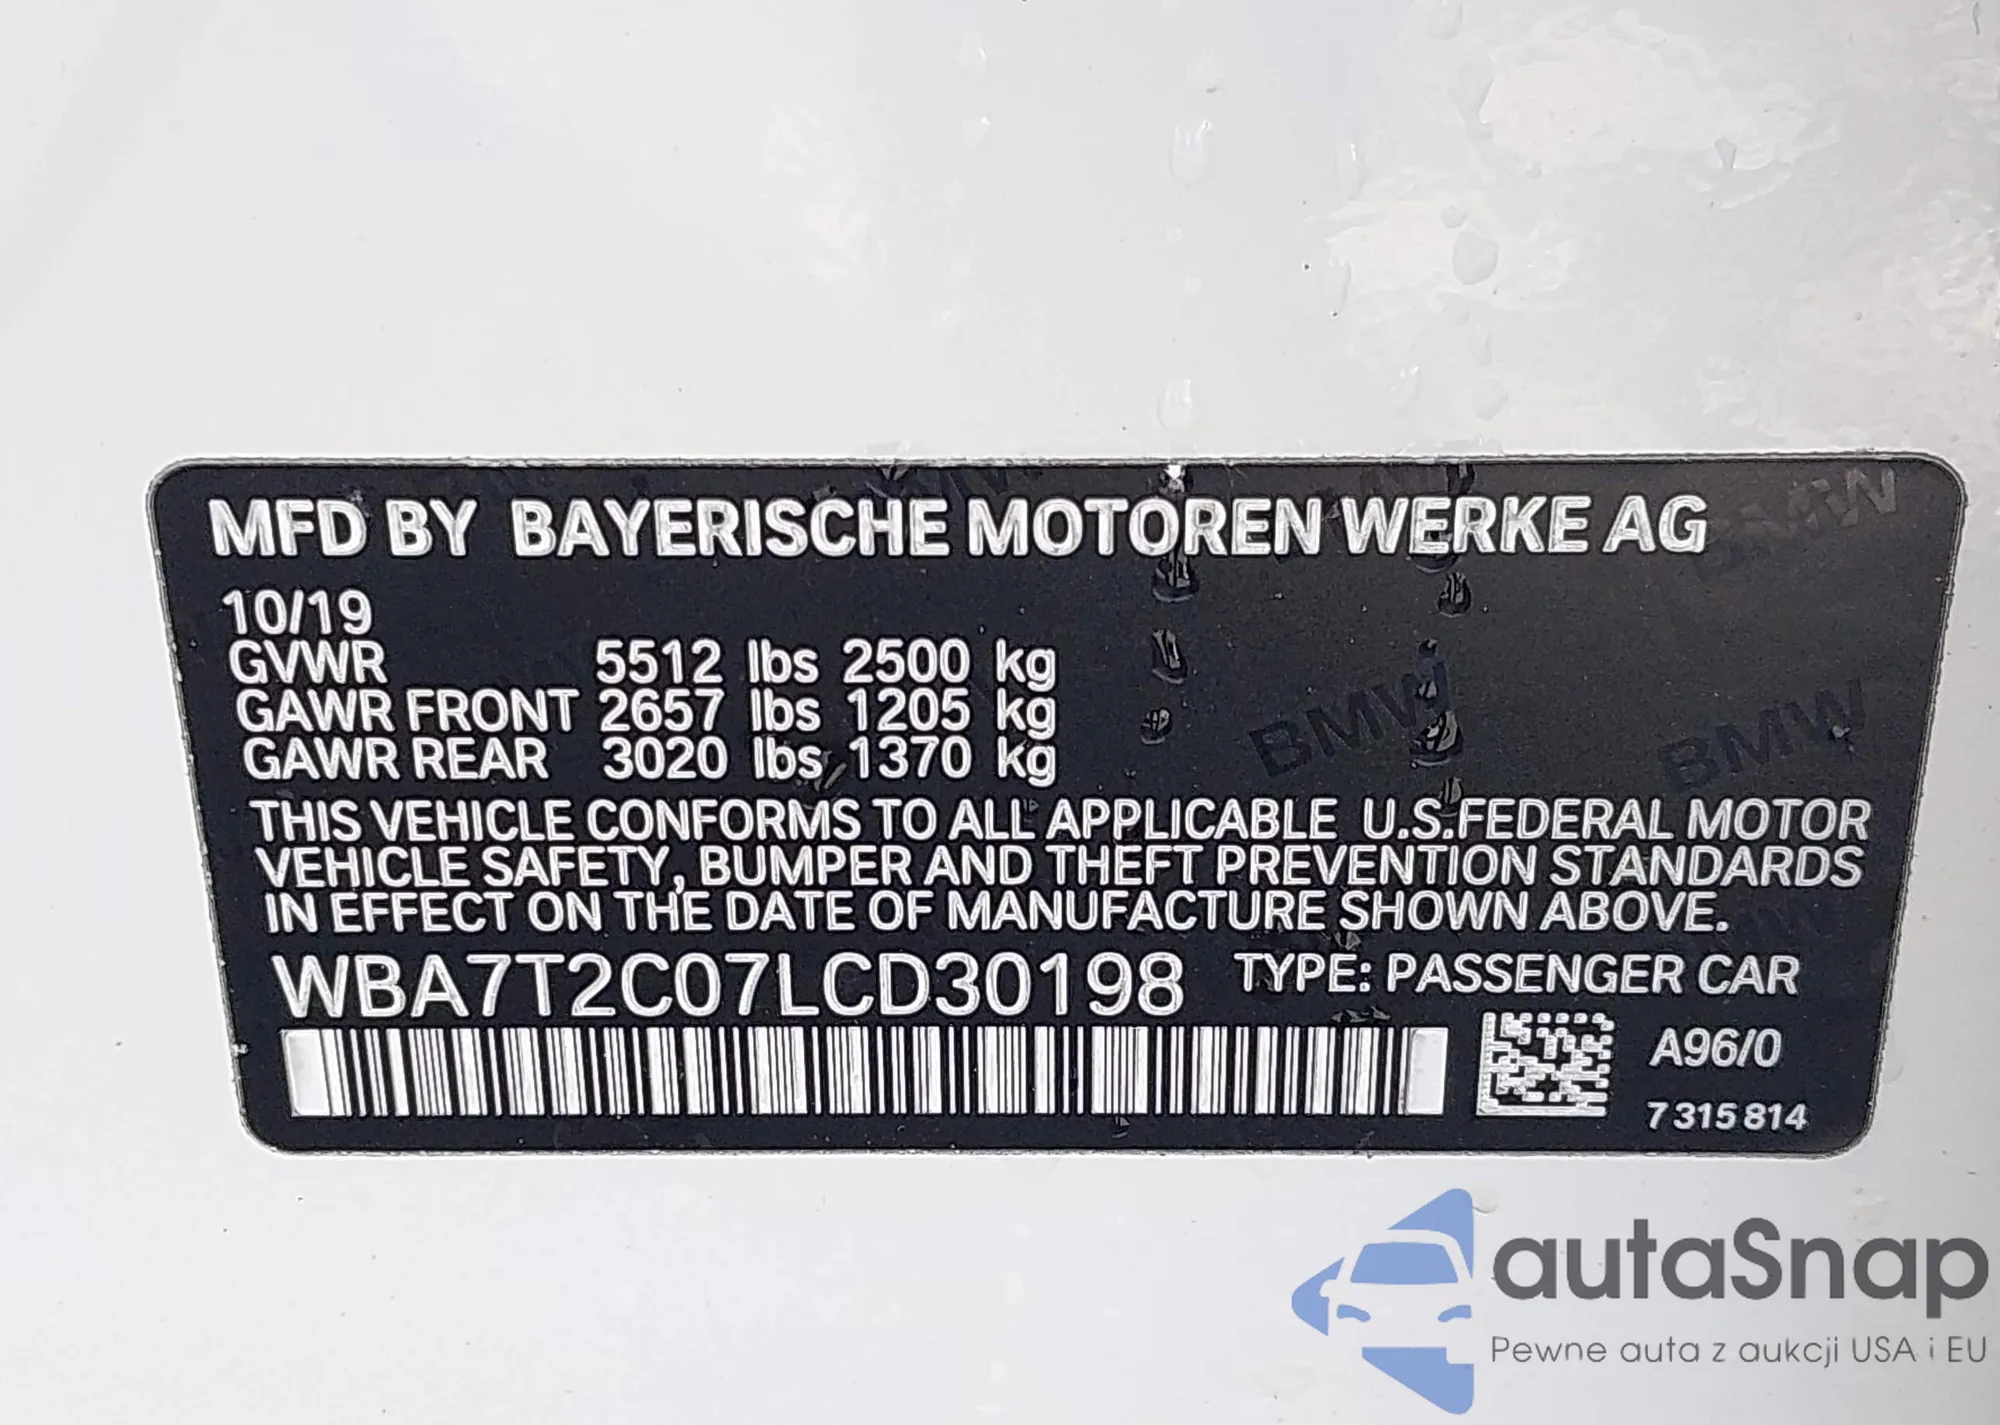 MFD BY BAYERISCHE MOTOREN WERKE AG
10/19
GVWR 5512 lbs 2500 kg
GAWR FRONT 2657 lbs 1205 kg
GAWR REAR 3020 lbs 1370 kg
THIS VEHICLE CONFORMS TO ALL APPLICABLE U.S.FEDERAL MOTOR
VEHICLE SAFETY, BUMPER AND THEFT PREVENTION STANDARDS
IN EFFECT ON THE DATE OF MANUFACTURE SHOWN ABOVE.
WBA7T2C07LCD30198 TYPE: PASSENGER CAR
A96/0
7 315 814
BMW
BMW
BMW
autaSnap
Pewne auta z aukcji USA i EU